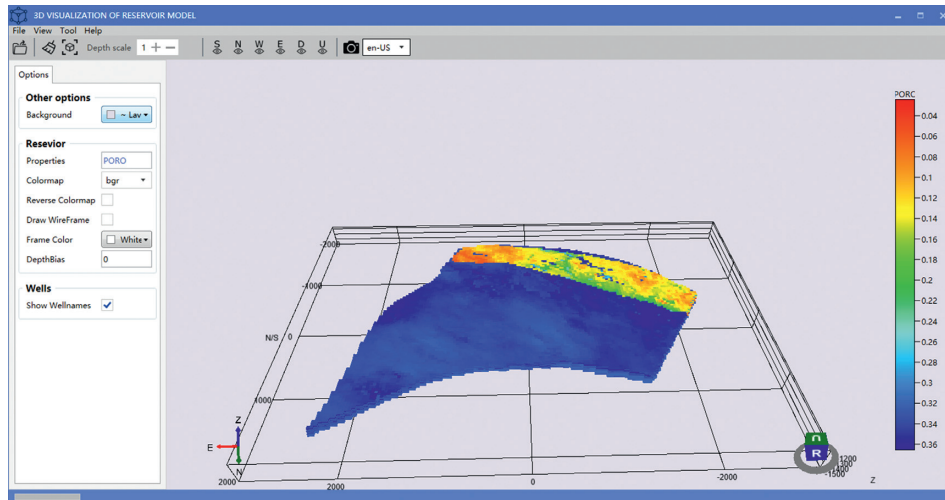 3D VISUALIZATION OF RESERVOIR MODEL
File View Tool Help
Depth scale 1 + − S N W E D U en-US
Options
Other options
Background ~ Lav
Resevior
Properties PORO
Colormap bgr
Reverse Colormap
Draw WireFrame
Frame Color White
DepthBias 0
Wells
Show Wellnames
PORC
0.04
0.06
0.08
0.1
0.12
0.14
0.16
0.18
0.2
0.22
0.24
0.26
0.28
0.3
0.32
0.34
0.36
-2000
-1000
N/S 0
1000
2000
2000
0
-2000
Z
E
N
U
R
1200
-1500
Z